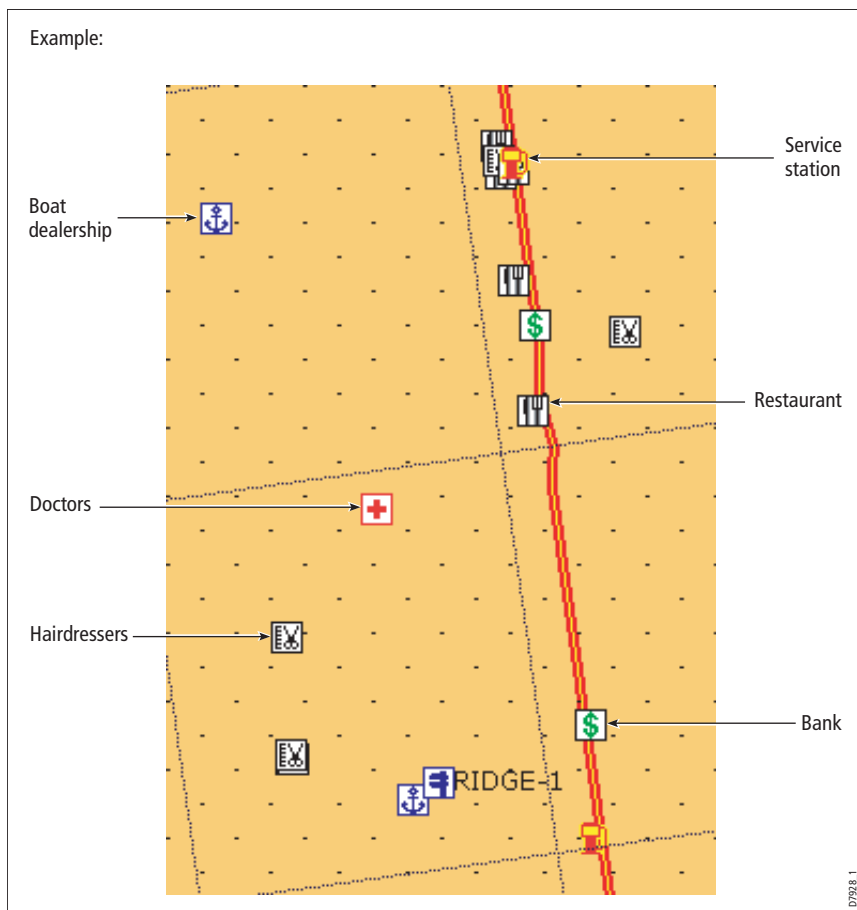 Example:
Service
station
Boat
dealership
$
Restaurant
Doctors
Hairdressers
$
Bank
RIDGE-1
D7928_1